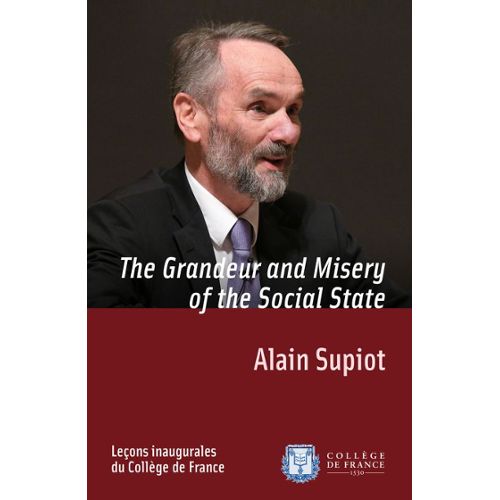 The Grandeur and Misery
of the Social State
Alain Supiot
Leçons inaugurales
du Collège de France
COLLÈGE
DE FRANCE
1530